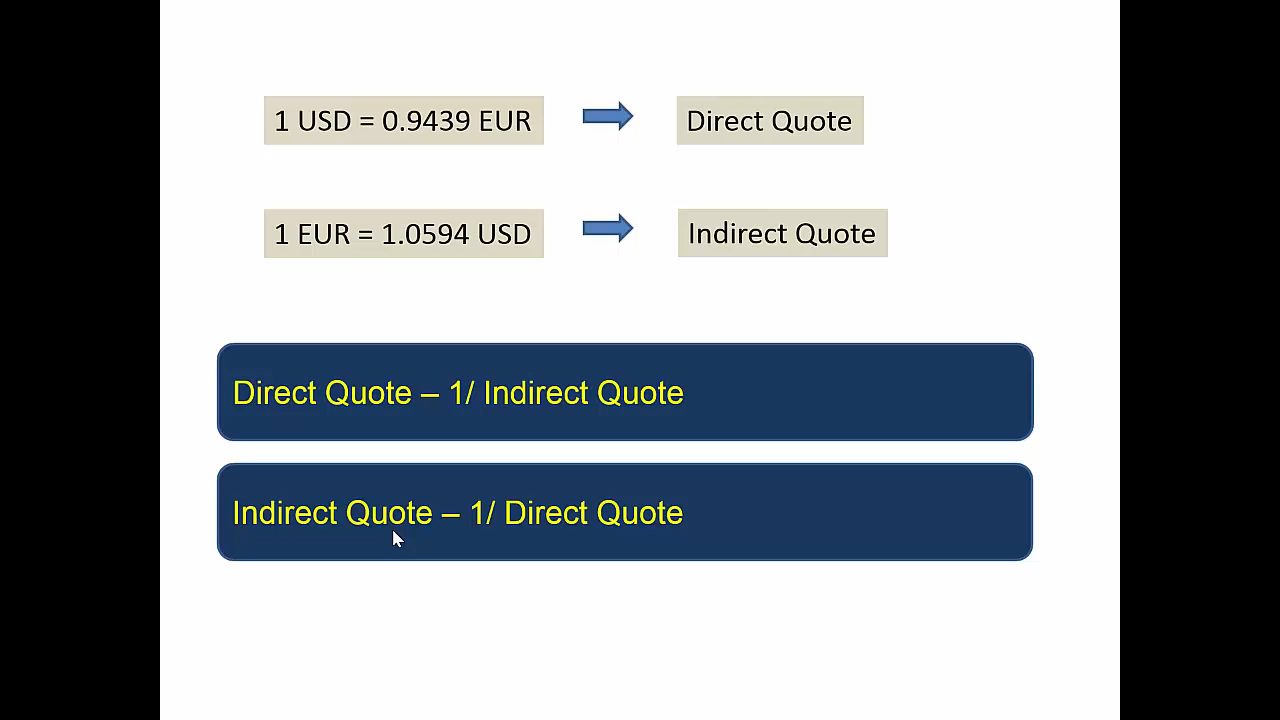 1 USD = 0.9439 EUR
Direct Quote
1 EUR = 1.0594 USD
Indirect Quote
Direct Quote – 1/ Indirect Quote
Indirect Quote – 1/ Direct Quote